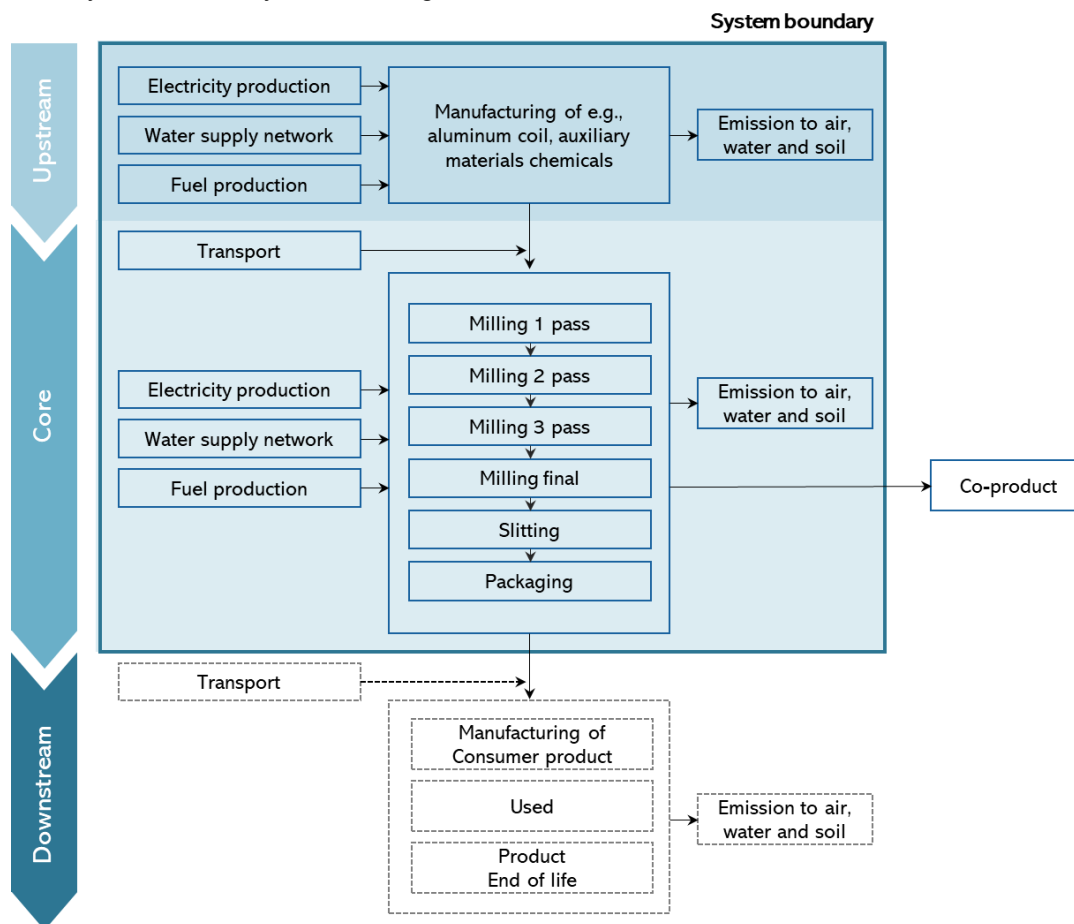 System boundary
Upstream
Electricity production
Water supply network
Fuel production
Manufacturing of e.g.,
aluminum coil, auxiliary
materials chemicals
Emission to air,
water and soil
Core
Transport
Milling 1 pass
Milling 2 pass
Milling 3 pass
Milling final
Slitting
Packaging
Electricity production
Water supply network
Fuel production
Emission to air,
water and soil
Co-product
Downstream
Transport
Manufacturing of
Consumer product
Used
Product
End of life
Emission to air,
water and soil